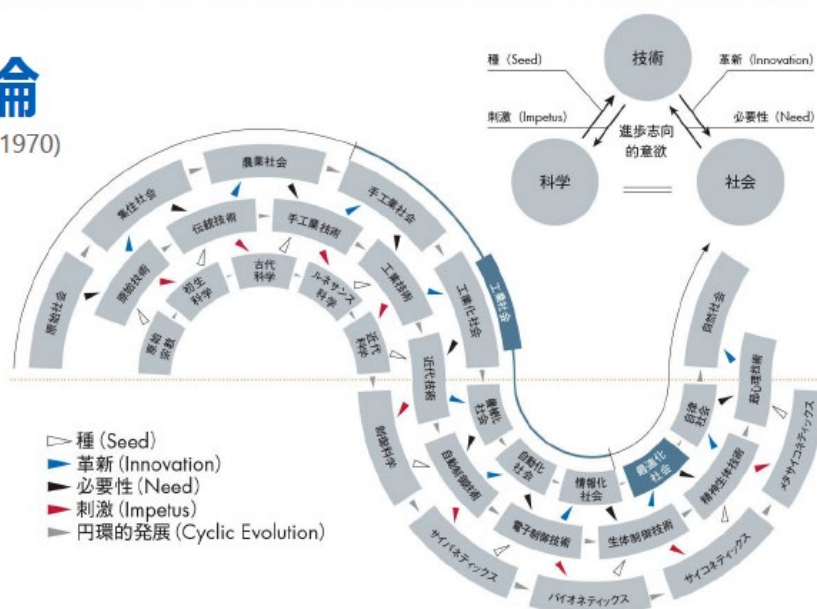 論
1970)
技術
種 (Seed)
革新 (Innovation)
刺激 (Impetus)
必要性 (Need)
進歩志向
的意欲
科学
社会
原始社会
集住社会
農業社会
手工業社会
工業化社会
工業社会
原始技術
伝統技術
手工業技術
工業技術
近代技術
原始
宗教
初生
科学
古代
科学
ルネサンス
科学
近代
科学
制御科学
サイバネティックス
バイオネティックス
サイコネティックス
メタサイコネティックス
自動制御技術
電子制御技術
生体制御技術
精神生体技術
超心理技術
機械化
社会
自動化
社会
情報化
社会
最適化
社会
自律
社会
自然社会
種 (Seed)
革新 (Innovation)
必要性 (Need)
刺激 (Impetus)
円環的発展 (Cyclic Evolution)